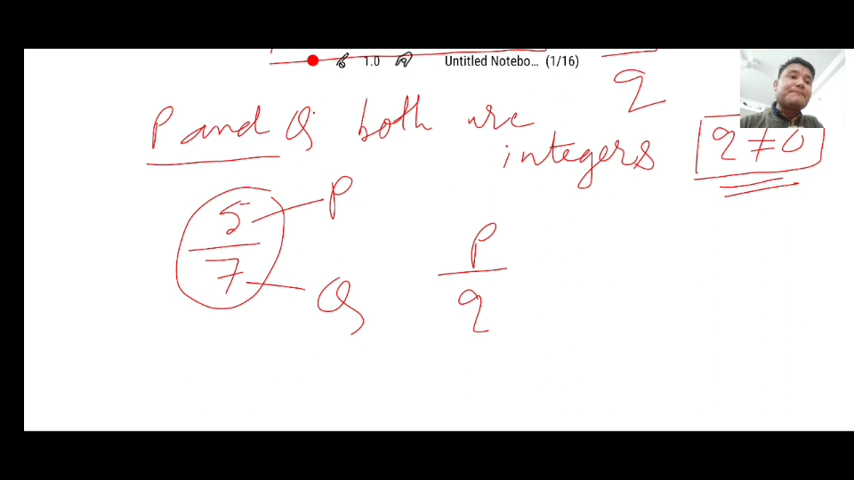 1.0 Untitled Notebo... (1/16)
q
P and Q both are
integers q ≠ 0
5 P
7 Q
P
q